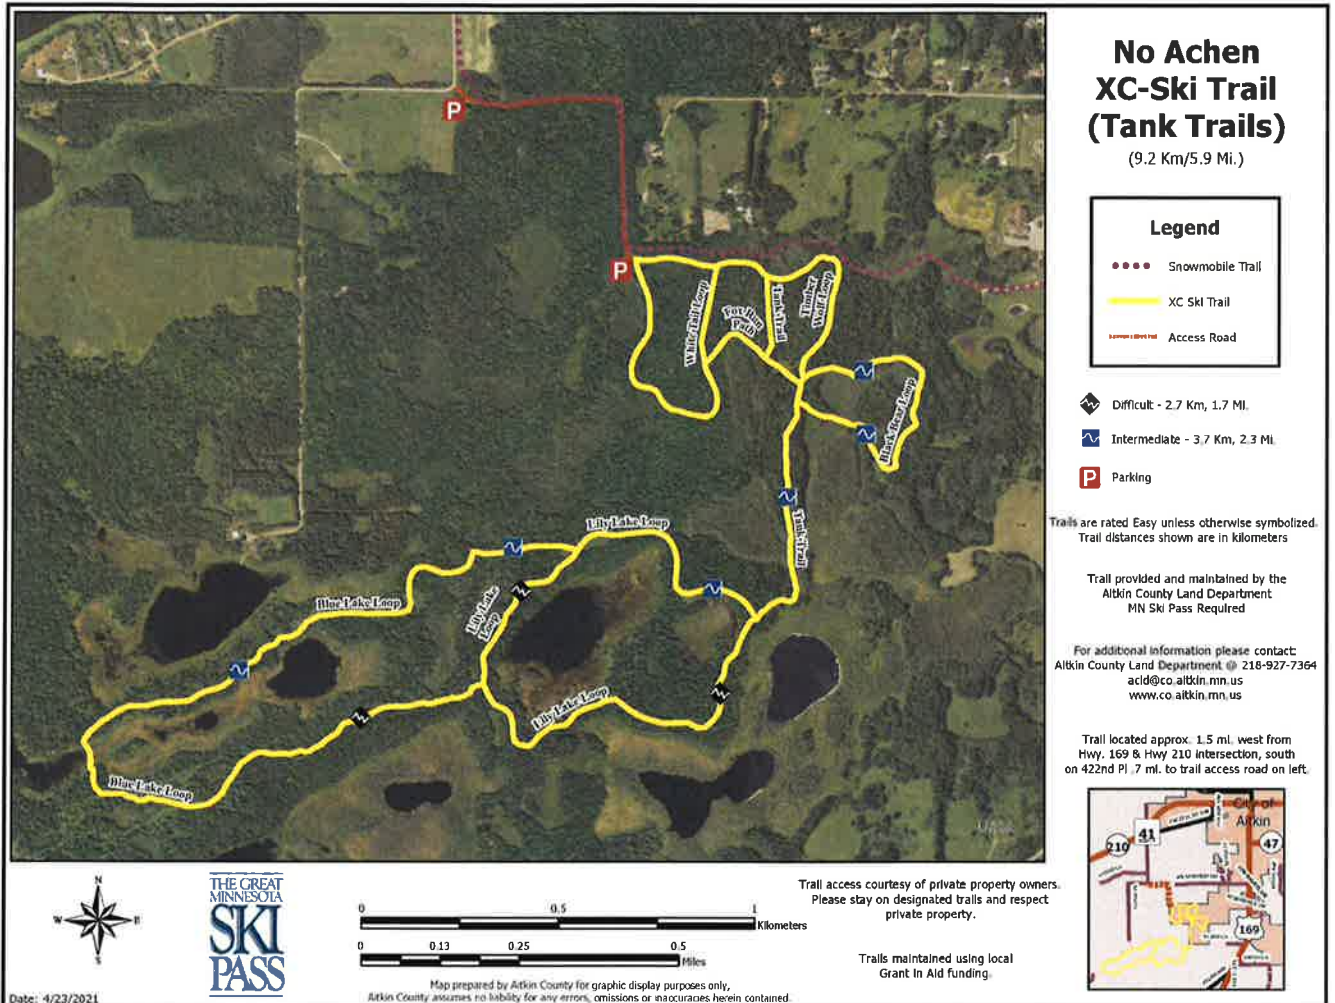 No Achen
XC-Ski Trail
(Tank Trails)
(9.2 Km/5.9 Mi.)
Legend
Snowmobile Trail
XC Ski Trail
Access Road
Difficult - 2.7 Km, 1.7 Mi.
Intermediate - 3.7 Km, 2.3 Mi.
P Parking
Trails are rated Easy unless otherwise symbolized.
Trail distances shown are in kilometers
Trail provided and maintained by the
Aitkin County Land Department
MN Ski Pass Required
For additional information please contact:
Aitkin County Land Department @ 218-927-7364
acld@co.aitkin.mn.us
www.co.aitkin.mn.us
Trail located approx. 1.5 mi. west from
Hwy. 169 & Hwy 210 intersection, south
on 422nd Pl .7 mi. to trail access road on left.
City of
Aitkin
41
210
47
169
P
P
White Tail Loop
Fox Run
Path
Tank Trail
Timber
Wolf Loop
Black Bear Loop
Tank Trail
Lily Lake Loop
Lily Lake
Loop
Lily Lake Loop
Blue Lake Loop
Blue Lake Loop
N
W
E
S
THE GREAT
MINNESOTA
SKI
PASS
0 0.5 1
Kilometers
0 0.13 0.25 0.5
Miles
Map prepared by Aitkin County for graphic display purposes only,
Aitkin County assumes no liability for any errors, omissions or inaccuracies herein contained.
Trail access courtesy of private property owners.
Please stay on designated trails and respect
private property.
Trails maintained using local
Grant In Aid funding.
Date: 4/23/2021